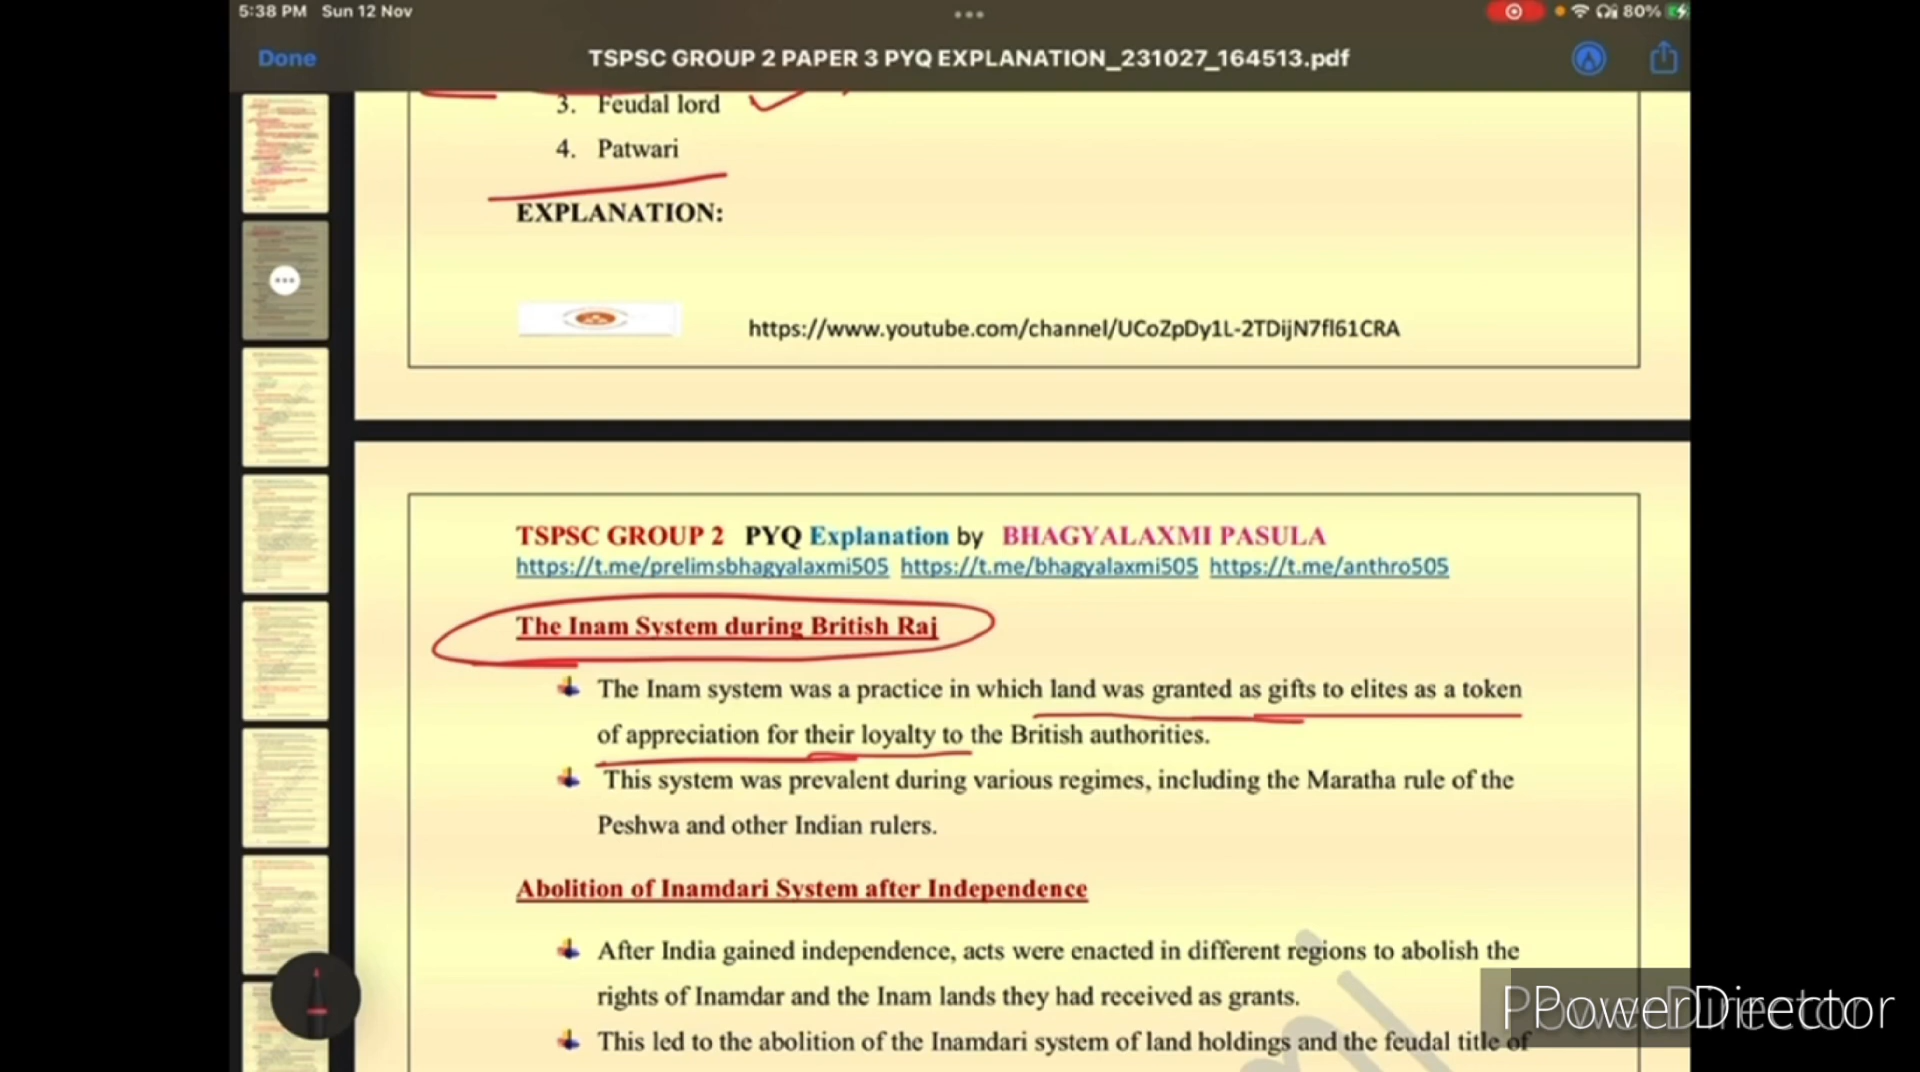 5:38 PM Sun 12 Nov
80%
Done
TSPSC GROUP 2 PAPER 3 PYQ EXPLANATION_231027_164513.pdf
3. Feudal lord
4. Patwari
EXPLANATION:
https://www.youtube.com/channel/UCoZpDy1L-2TDijN7fl61CRA
TSPSC GROUP 2 PYQ Explanation by BHAGYALAXMI PASULA
https://t.me/prelimsbhagyalaxmi505 https://t.me/bhagyalaxmi505 https://t.me/anthro505
The Inam System during British Raj
The Inam system was a practice in which land was granted as gifts to elites as a token
of appreciation for their loyalty to the British authorities.
This system was prevalent during various regimes, including the Maratha rule of the
Peshwa and other Indian rulers.
Abolition of Inamdari System after Independence
After India gained independence, acts were enacted in different regions to abolish the
rights of Inamdar and the Inam lands they had received as grants.
This led to the abolition of the Inamdari system of land holdings and the feudal title of
PowerDirector